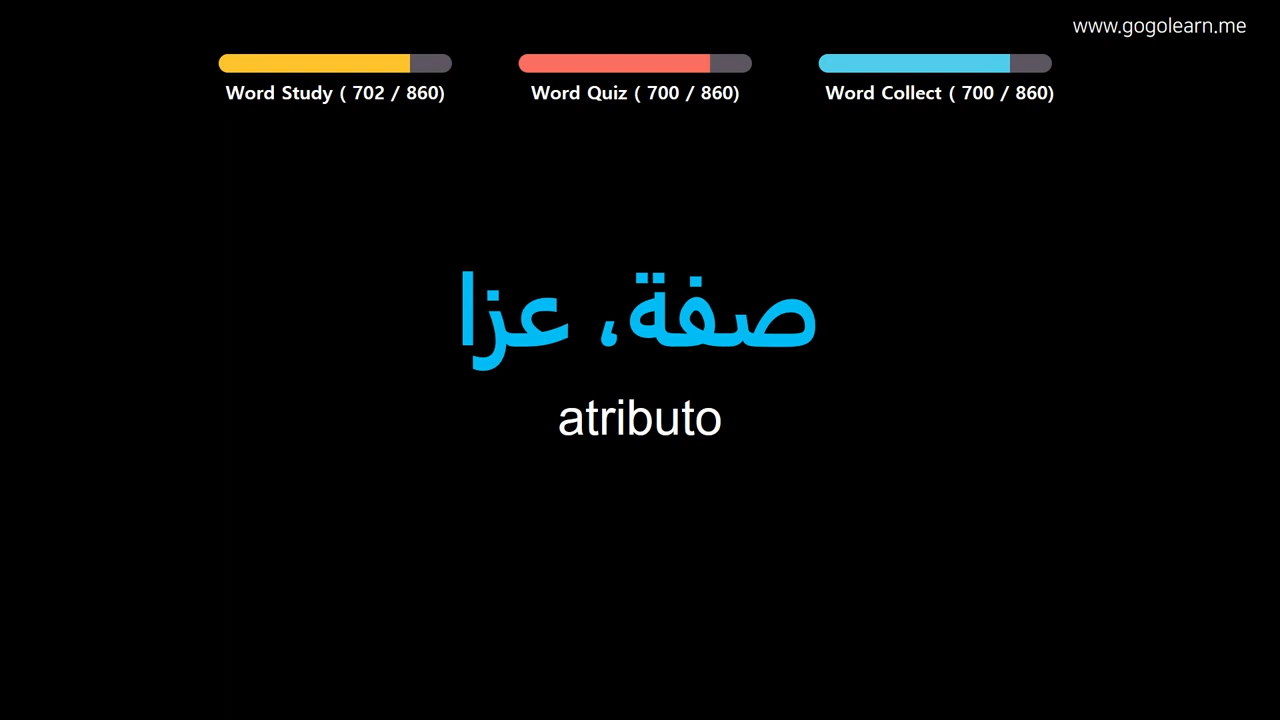 www.gogolearn.me
Word Study ( 702 / 860)
Word Quiz ( 700 / 860)
Word Collect ( 700 / 860)
صفة، عزا
atributo